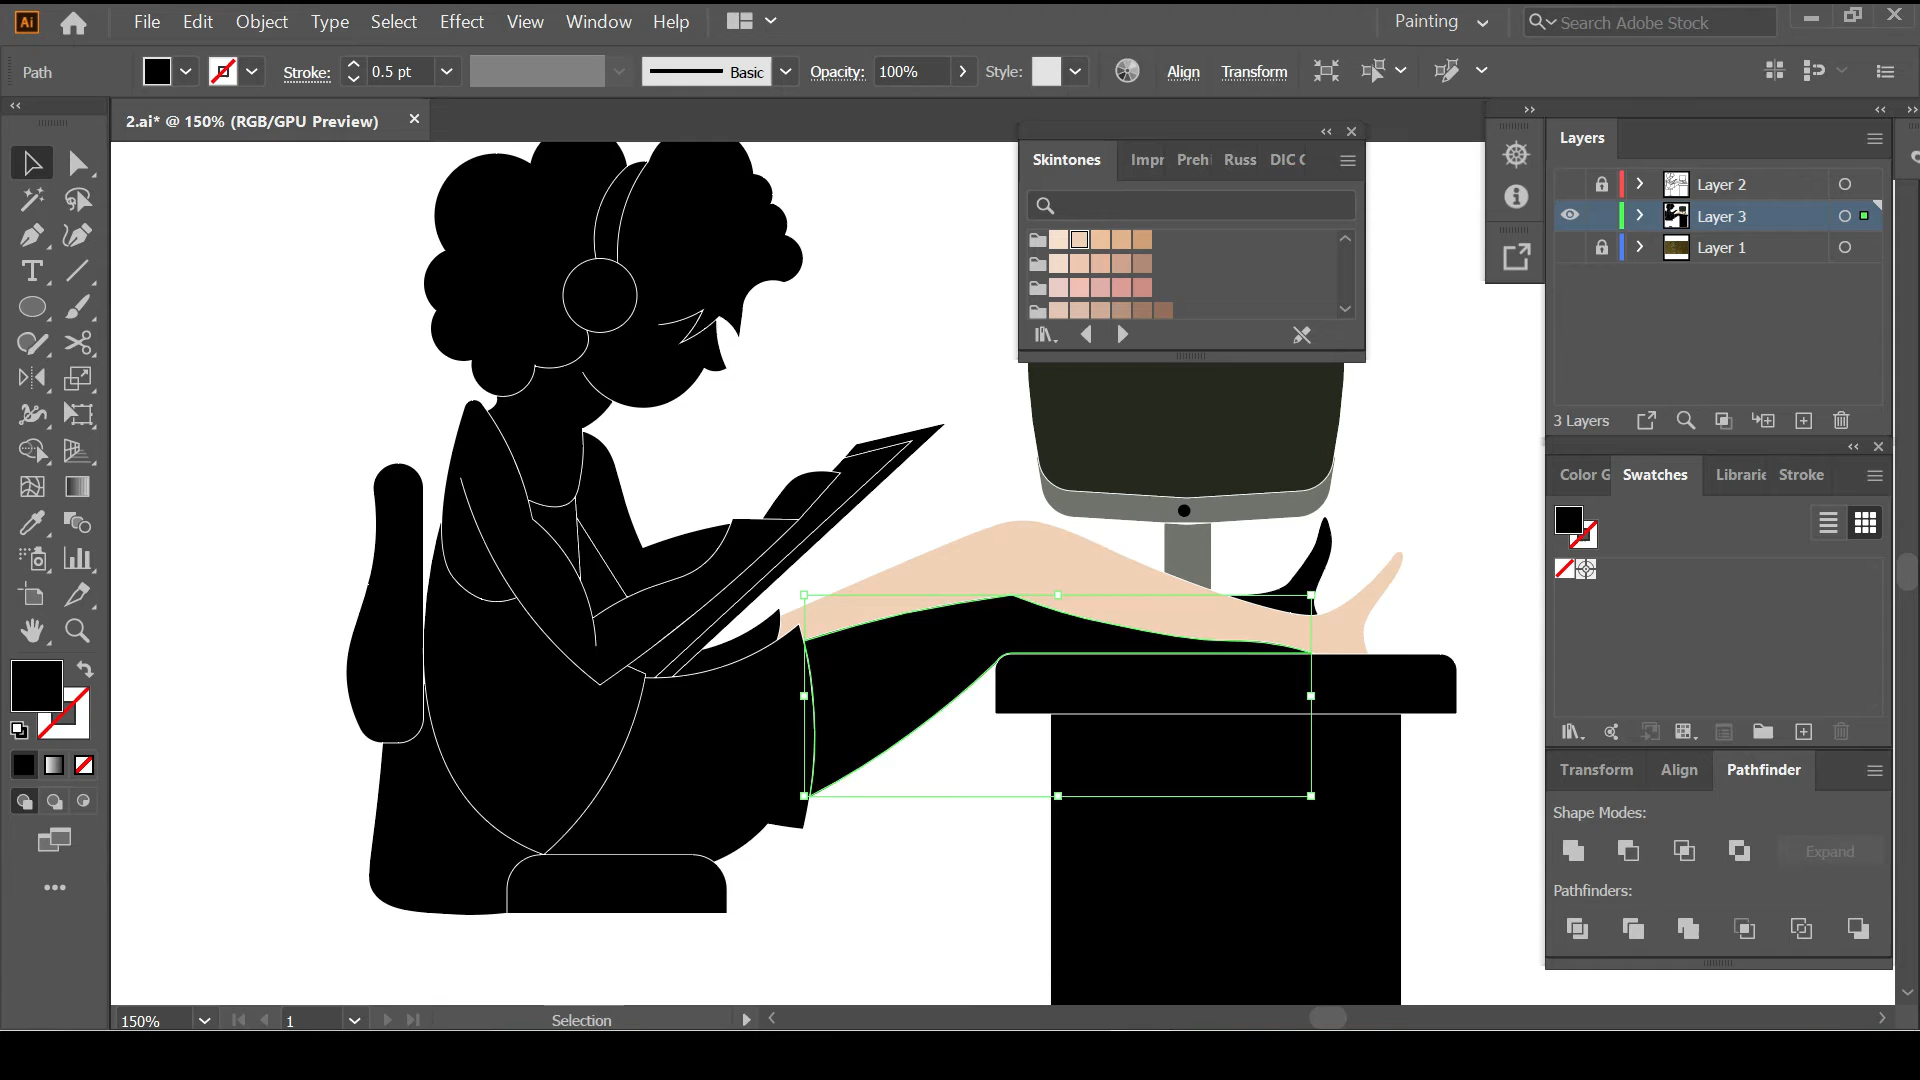 Ai File Edit Object Type Select Effect View Window Help Painting Search Adobe Stock
Path Stroke: 0.5 pt Basic Opacity: 100% Style: Align Transform
2.ai* @ 150% (RGB/GPU Preview)
Skintones Impr Preh Russ DIC C
Layers
Layer 2
Layer 3
Layer 1
3 Layers
Color G Swatches Librarie Stroke
Transform Align Pathfinder
Shape Modes:
Expand
Pathfinders:
150% 1 Selection